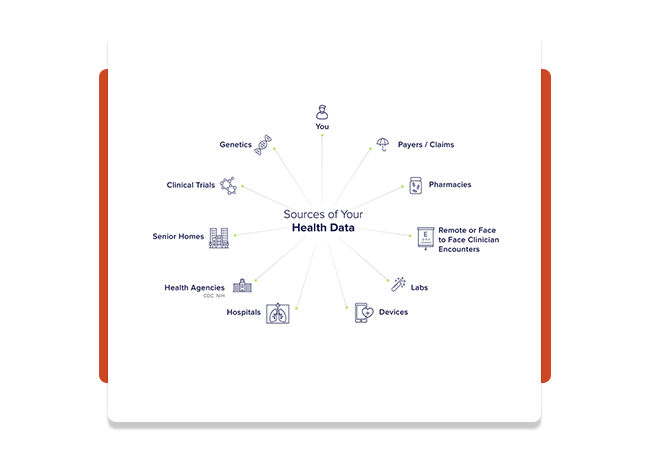 You
Genetics
Payers / Claims
Clinical Trials
Pharmacies
Sources of Your
Health Data
Senior Homes
E
Remote or Face
to Face Clinician
Encounters
Health Agencies
CDC NIH
Labs
Hospitals
Devices